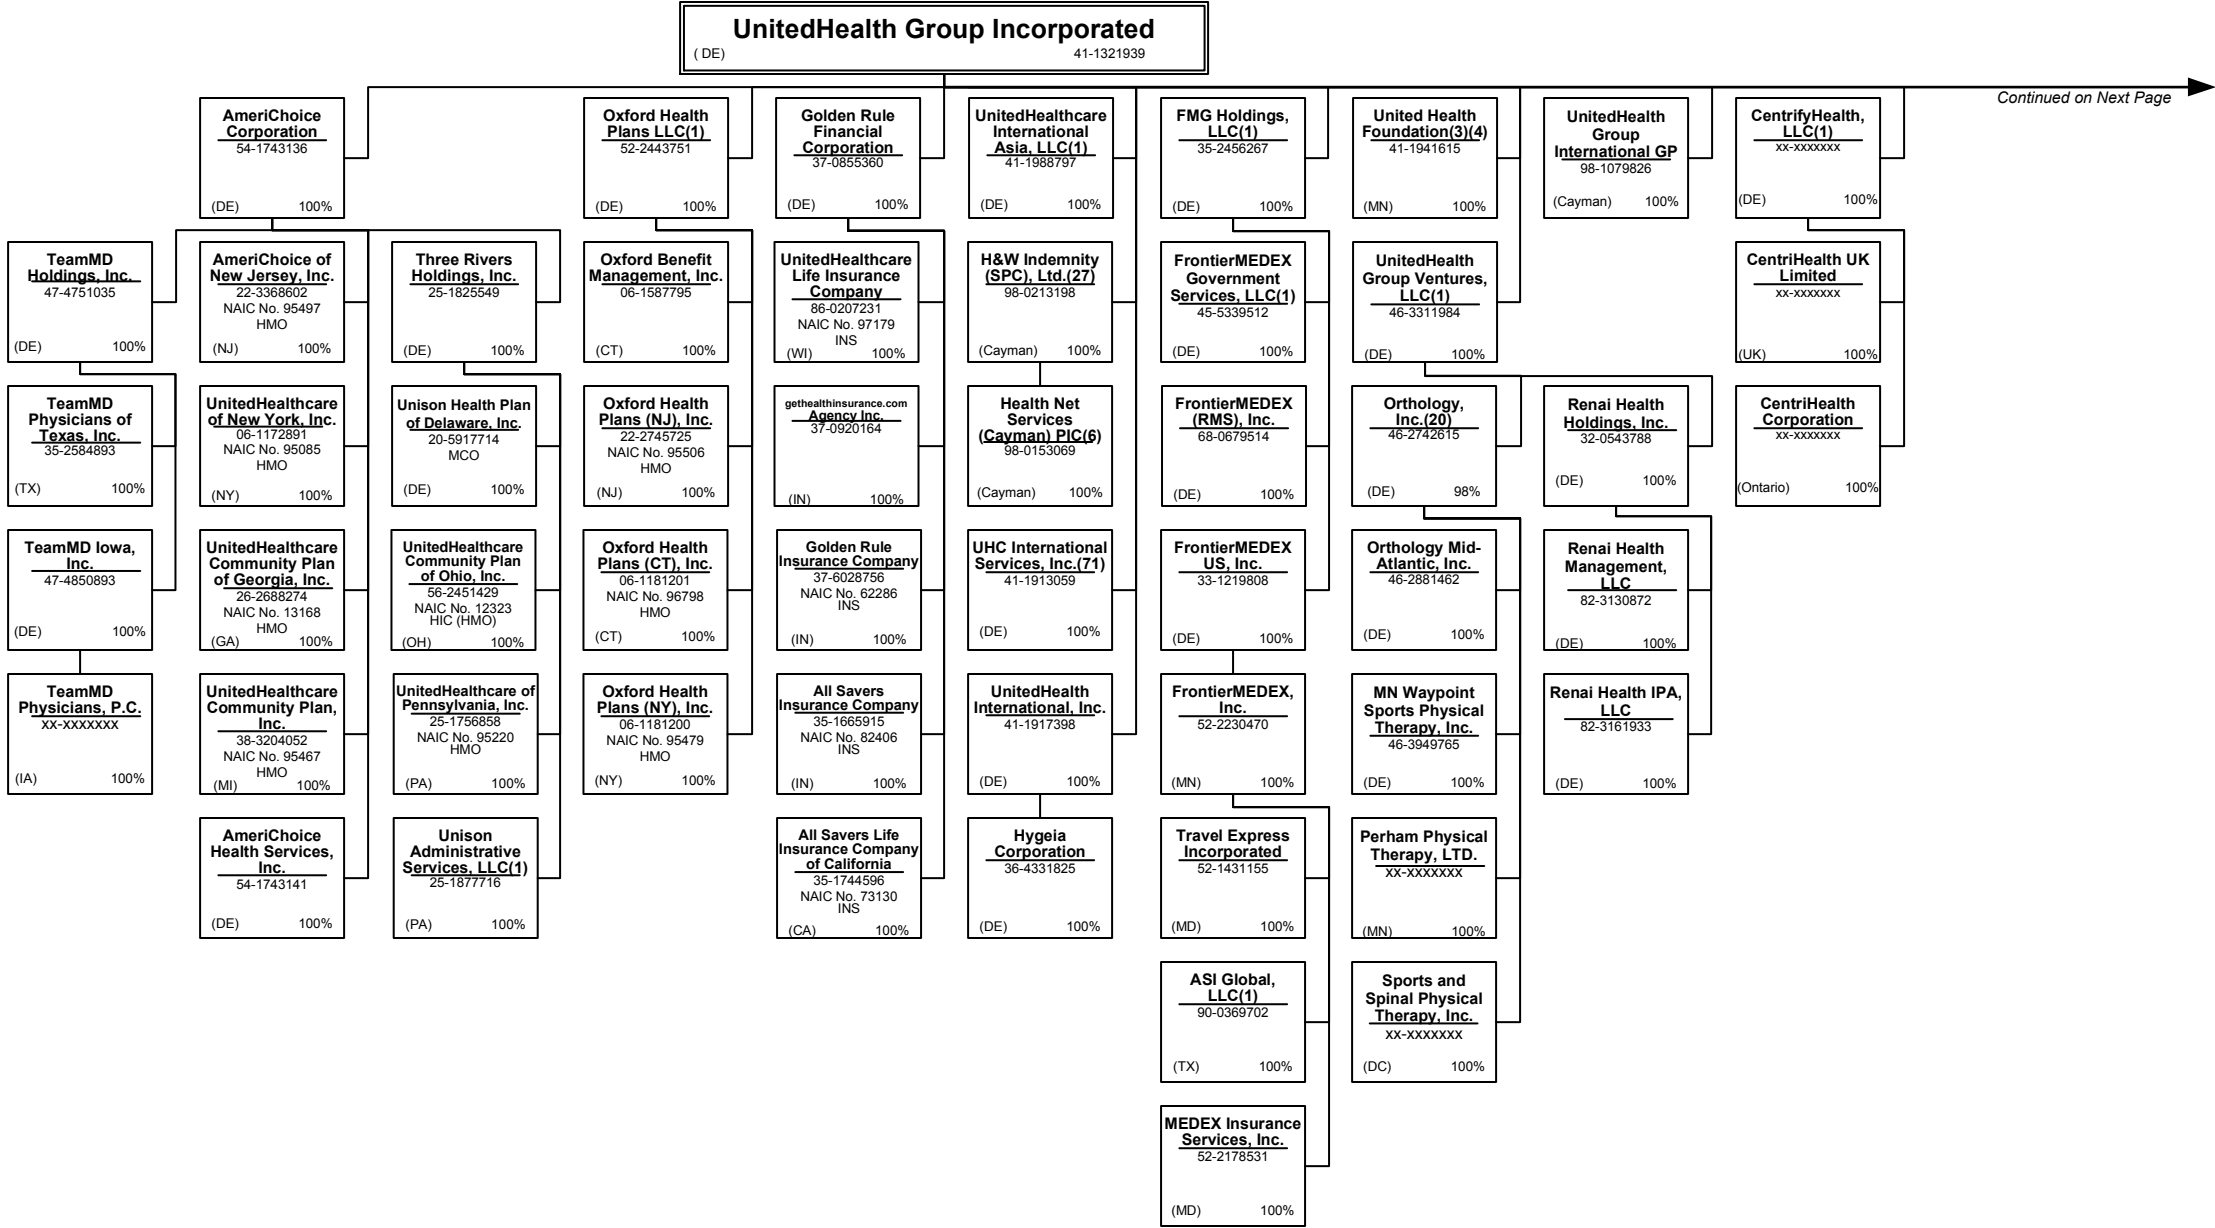 UnitedHealth Group Incorporated
( DE) 41-1321939
Continued on Next Page
AmeriChoice
Corporation
54-1743136
(DE) 100%
Oxford Health
Plans LLC(1)
52-2443751
(DE) 100%
Golden Rule
Financial
Corporation
37-0855360
(DE) 100%
UnitedHealthcare
International
Asia, LLC(1)
41-1988797
(DE) 100%
FMG Holdings,
LLC(1)
35-2456267
(DE) 100%
United Health
Foundation(3)(4)
41-1941615
(MN) 100%
UnitedHealth
Group
International GP
98-1079826
(Cayman) 100%
CentrifyHealth,
LLC(1)
xx-xxxxxxx
(DE) 100%
TeamMD
Holdings, Inc.
47-4751035
(DE) 100%
AmeriChoice of
New Jersey, Inc.
22-3368602
NAIC No. 95497
HMO
(NJ) 100%
Three Rivers
Holdings, Inc.
25-1825549
(DE) 100%
Oxford Benefit
Management, Inc.
06-1587795
(CT) 100%
UnitedHealthcare
Life Insurance
Company
86-0207231
NAIC No. 97179
INS
(WI) 100%
H&W Indemnity
(SPC), Ltd.(27)
98-0213198
(Cayman) 100%
FrontierMEDEX
Government
Services, LLC(1)
45-5339512
(DE) 100%
UnitedHealth
Group Ventures,
LLC(1)
46-3311984
(DE) 100%
CentriHealth UK
Limited
xx-xxxxxxx
(UK) 100%
TeamMD
Physicians of
Texas, Inc.
35-2584893
(TX) 100%
UnitedHealthcare
of New York, Inc.
06-1172891
NAIC No. 95085
HMO
(NY) 100%
Unison Health Plan
of Delaware, Inc.
20-5917714
MCO
(DE) 100%
Oxford Health
Plans (NJ), Inc.
22-2745725
NAIC No. 95506
HMO
(NJ) 100%
gethealthinsurance.com
Agency Inc.
37-0920164
(IN) 100%
Health Net
Services
(Cayman) PIC(6)
98-0153069
(Cayman) 100%
FrontierMEDEX
(RMS), Inc.
68-0679514
(DE) 100%
Orthology,
Inc.(20)
46-2742615
(DE) 98%
Renai Health
Holdings, Inc.
32-0543788
(DE) 100%
CentriHealth
Corporation
xx-xxxxxxx
(Ontario) 100%
TeamMD Iowa,
Inc.
47-4850893
(DE) 100%
UnitedHealthcare
Community Plan
of Georgia, Inc.
26-2688274
NAIC No. 13168
HMO
(GA) 100%
UnitedHealthcare
Community Plan
of Ohio, Inc.
56-2451429
NAIC No. 12323
HIC (HMO)
(OH) 100%
Oxford Health
Plans (CT), Inc.
06-1181201
NAIC No. 96798
HMO
(CT) 100%
Golden Rule
Insurance Company
37-6028756
NAIC No. 62286
INS
(IN) 100%
UHC International
Services, Inc.(71)
41-1913059
(DE) 100%
FrontierMEDEX
US, Inc.
33-1219808
(DE) 100%
Orthology Mid-
Atlantic, Inc.
46-2881462
(DE) 100%
Renai Health
Management,
LLC
82-3130872
(DE) 100%
TeamMD
Physicians, P.C.
xx-xxxxxxx
(IA) 100%
UnitedHealthcare
Community Plan,
Inc.
38-3204052
NAIC No. 95467
HMO
(MI) 100%
UnitedHealthcare of
Pennsylvania, Inc.
25-1756858
NAIC No. 95220
HMO
(PA) 100%
Oxford Health
Plans (NY), Inc.
06-1181200
NAIC No. 95479
HMO
(NY) 100%
All Savers
Insurance Company
35-1665915
NAIC No. 82406
INS
(IN) 100%
UnitedHealth
International, Inc.
41-1917398
(DE) 100%
FrontierMEDEX,
Inc.
52-2230470
(MN) 100%
MN Waypoint
Sports Physical
Therapy, Inc.
46-3949765
(DE) 100%
Renai Health IPA,
LLC
82-3161933
(DE) 100%
AmeriChoice
Health Services,
Inc.
54-1743141
(DE) 100%
Unison
Administrative
Services, LLC(1)
25-1877716
(PA) 100%
All Savers Life
Insurance Company
of California
35-1744596
NAIC No. 73130
INS
(CA) 100%
Hygeia
Corporation
36-4331825
(DE) 100%
Travel Express
Incorporated
52-1431155
(MD) 100%
Perham Physical
Therapy, LTD.
xx-xxxxxxx
(MN) 100%
ASI Global,
LLC(1)
90-0369702
(TX) 100%
Sports and
Spinal Physical
Therapy, Inc.
xx-xxxxxxx
(DC) 100%
MEDEX Insurance
Services, Inc.
52-2178531
(MD) 100%